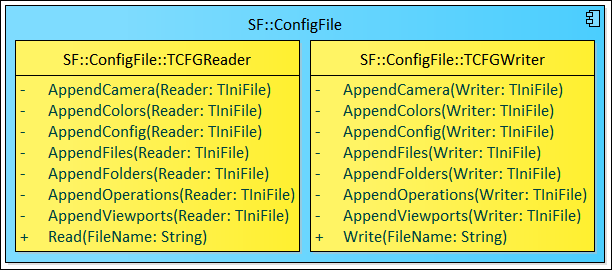 SF::ConfigFile
SF::ConfigFile::TCFGReader
- AppendCamera(Reader: TIniFile)
- AppendColors(Reader: TIniFile)
- AppendConfig(Reader: TIniFile)
- AppendFiles(Reader: TIniFile)
- AppendFolders(Reader: TIniFile)
- AppendOperations(Reader: TIniFile)
- AppendViewports(Reader: TIniFile)
+ Read(FileName: String)
SF::ConfigFile::TCFGWriter
- AppendCamera(Writer: TIniFile)
- AppendColors(Writer: TIniFile)
- AppendConfig(Writer: TIniFile)
- AppendFiles(Writer: TIniFile)
- AppendFolders(Writer: TIniFile)
- AppendOperations(Writer: TIniFile)
- AppendViewports(Writer: TIniFile)
+ Write(FileName: String)